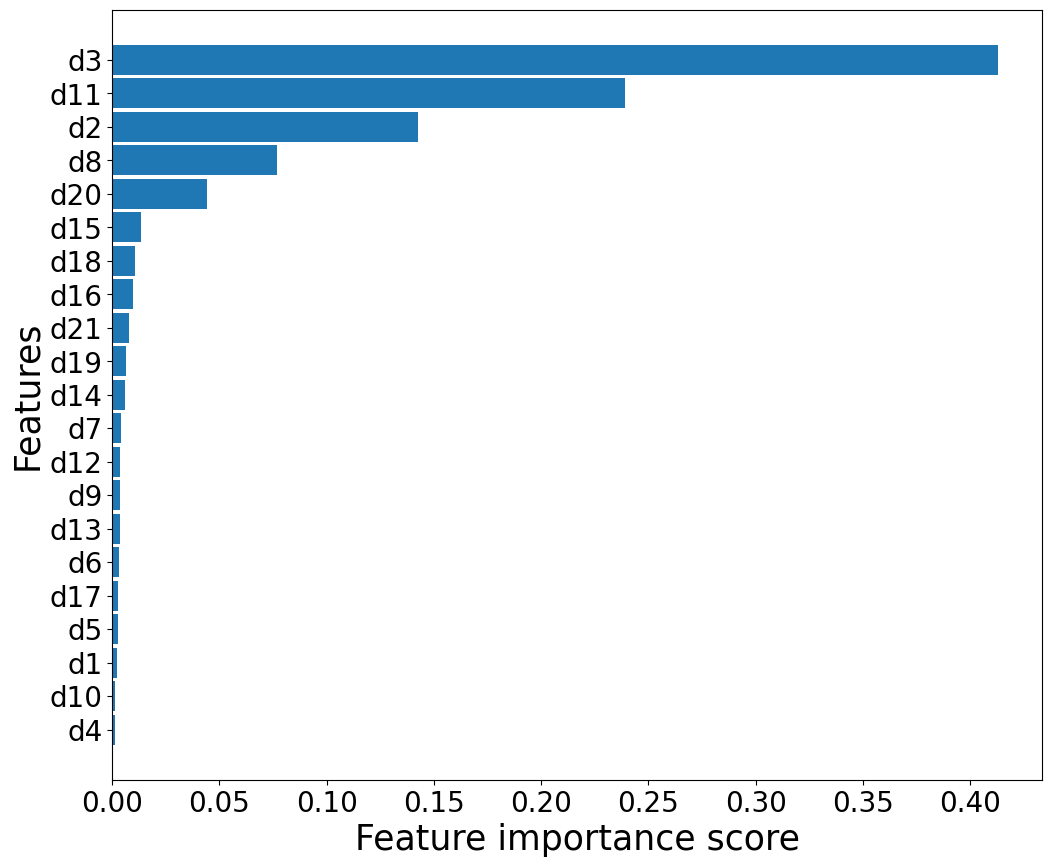 d3
d11
d2
d8
d20
d15
d18
d16
d21
d19
d14
d7
d12
d9
d13
d6
d17
d5
d1
d10
d4
Features
0.00 0.05 0.10 0.15 0.20 0.25 0.30 0.35 0.40
Feature importance score